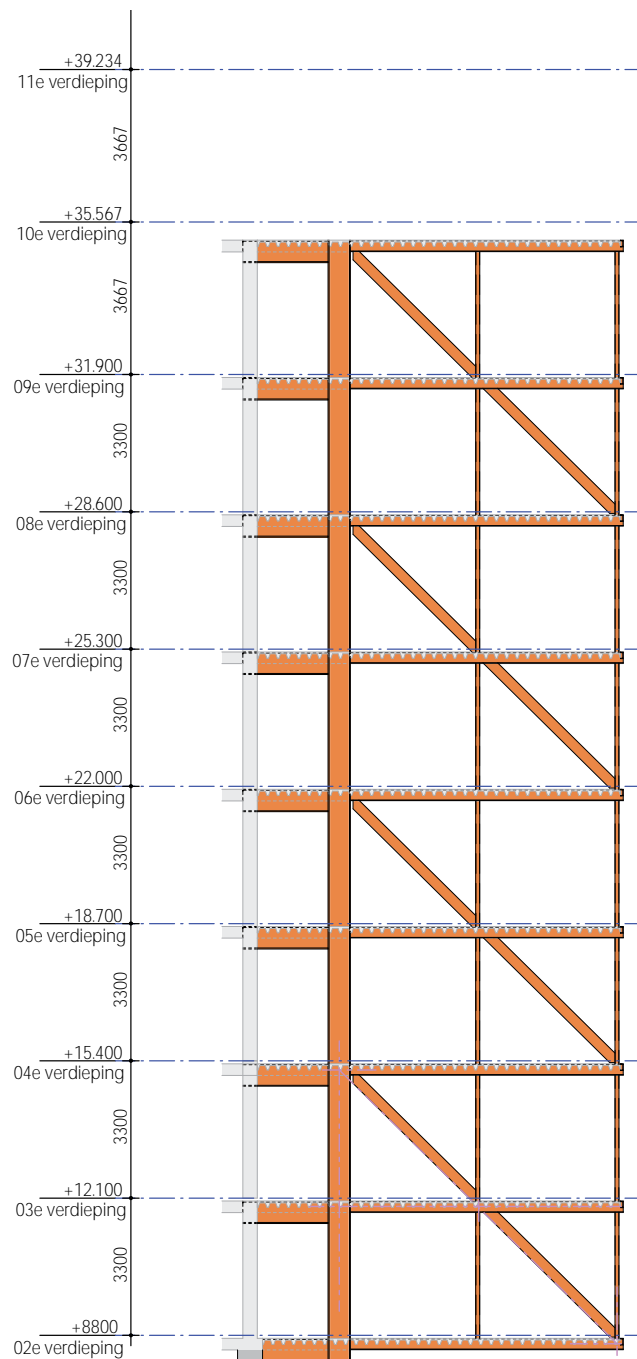 +39.234
11e verdieping
3667
+35.567
10e verdieping
3667
+31.900
09e verdieping
3300
+28.600
08e verdieping
3300
+25.300
07e verdieping
3300
+22.000
06e verdieping
3300
+18.700
05e verdieping
3300
+15.400
04e verdieping
3300
+12.100
03e verdieping
3300
+8800
02e verdieping